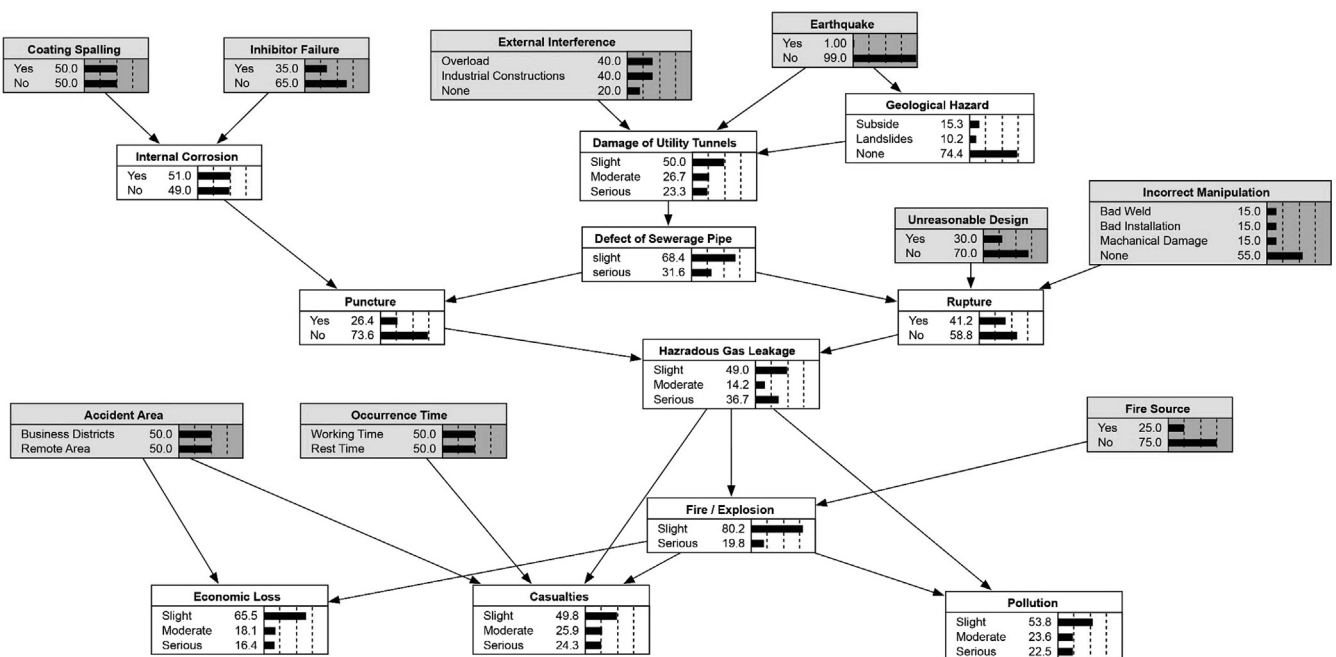 Earthquake
Yes 1.00
No 99.0
External Interference
Overload 40.0
Industrial Constructions 40.0
None 20.0
Coating Spalling
Yes 50.0
No 50.0
Inhibitor Failure
Yes 35.0
No 65.0
Geological Hazard
Subside 15.3
Landslides 10.2
None 74.4
Damage of Utility Tunnels
Slight 50.0
Moderate 26.7
Serious 23.3
Internal Corrosion
Yes 51.0
No 49.0
Incorrect Manipulation
Bad Weld 15.0
Bad Installation 15.0
Machanical Damage 15.0
None 55.0
Unreasonable Design
Yes 30.0
No 70.0
Defect of Sewerage Pipe
slight 68.4
serious 31.6
Puncture
Yes 26.4
No 73.6
Rupture
Yes 41.2
No 58.8
Hazradous Gas Leakage
Slight 49.0
Moderate 14.2
Serious 36.7
Accident Area
Business Districts 50.0
Remote Area 50.0
Occurrence Time
Working Time 50.0
Rest Time 50.0
Fire Source
Yes 25.0
No 75.0
Fire / Explosion
Slight 80.2
Serious 19.8
Economic Loss
Slight 65.5
Moderate 18.1
Serious 16.4
Casualties
Slight 49.8
Moderate 25.9
Serious 24.3
Pollution
Slight 53.8
Moderate 23.6
Serious 22.5